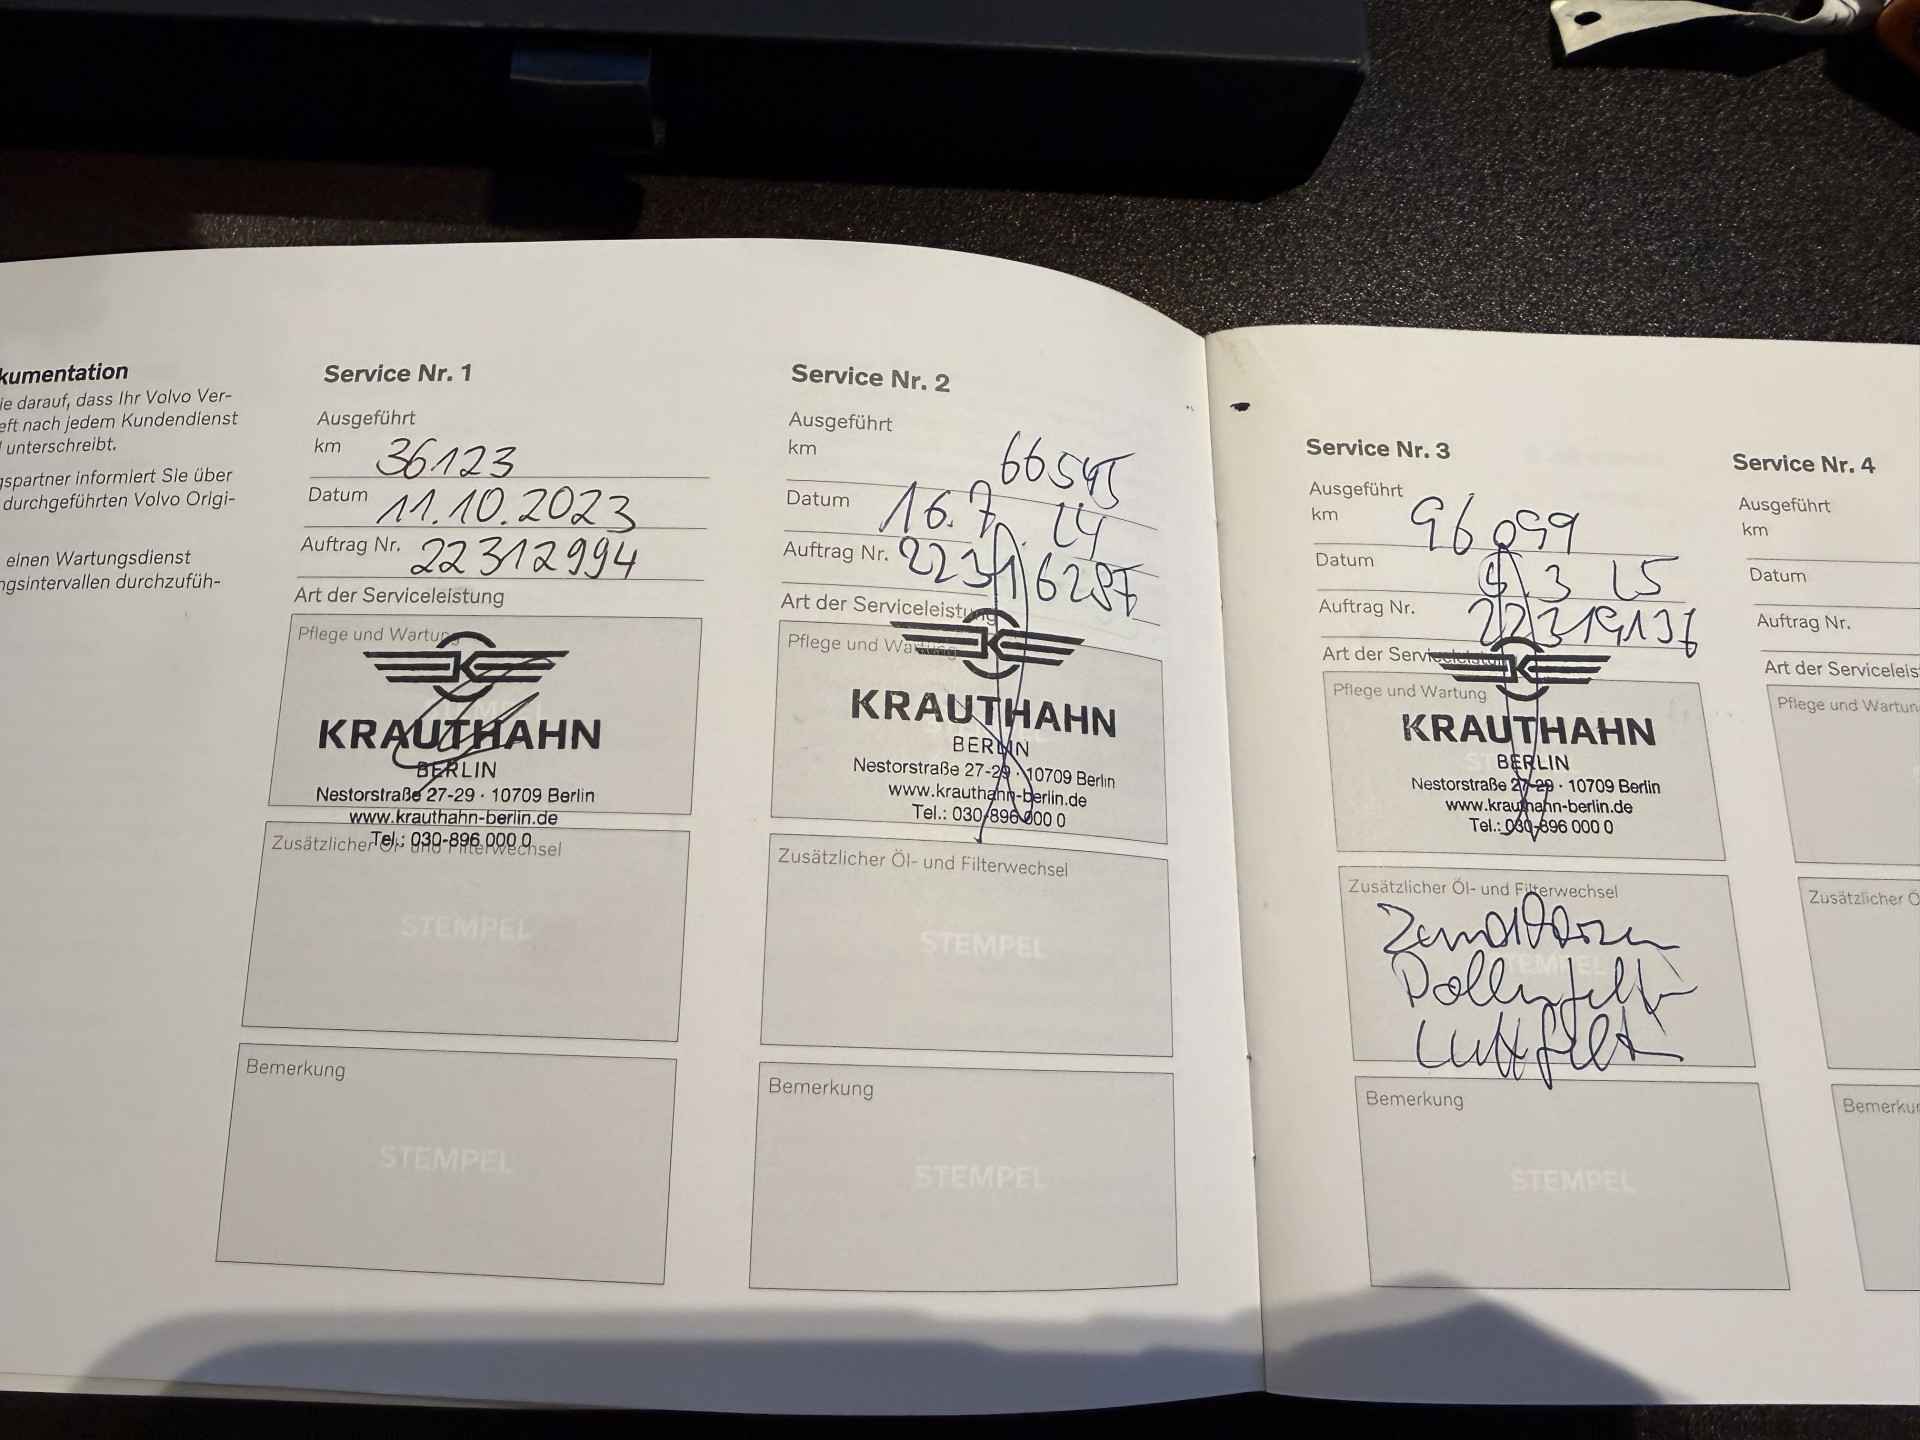 kumentation
ie darauf, dass Ihr Volvo Ver-
eft nach jedem Kundendienst
unterschreibt.
gspartner informiert Sie über
durchgeführten Volvo Origi-
einen Wartungsdienst
ngsintervallen durchzufüh-
Service Nr. 1
Ausgeführt
km 36123
Datum 11.10.2023
Auftrag Nr. 22312994
Art der Serviceleistung
Pflege und Wartung
KRAUTHAHN
BERLIN
Nestorstraße 27-29 · 10709 Berlin
www.krauthahn-berlin.de
Tel.: 030-896 000 0
Zusätzlicher Öl- und Filterwechsel
STEMPEL
Bemerkung
STEMPEL
Service Nr. 2
Ausgeführt
km 66545
Datum 16.7. 24
Auftrag Nr. 22316287
Art der Serviceleistung
Pflege und Wartung
KRAUTHAHN
BERLIN
Nestorstraße 27-29 · 10709 Berlin
www.krauthahn-berlin.de
Tel.: 030-896 000 0
Zusätzlicher Öl- und Filterwechsel
STEMPEL
Bemerkung
STEMPEL
Service Nr. 3
Ausgeführt
km 96099
Datum 3 25
Auftrag Nr.
Art der Serviceleistung
Pflege und Wartung
KRAUTHAHN
BERLIN
Nestorstraße 27-29 · 10709 Berlin
www.krauthahn-berlin.de
Tel.: 030-896 000 0
Zusätzlicher Öl- und Filterwechsel
STEMPEL
Pollenfilter
Luftfilter
Bemerkung
STEMPEL
Service Nr. 4
Ausgeführt
km
Datum
Auftrag Nr.
Art der Serviceleis
Pflege und Wartun
Zusätzlicher Ö
Bemerkun